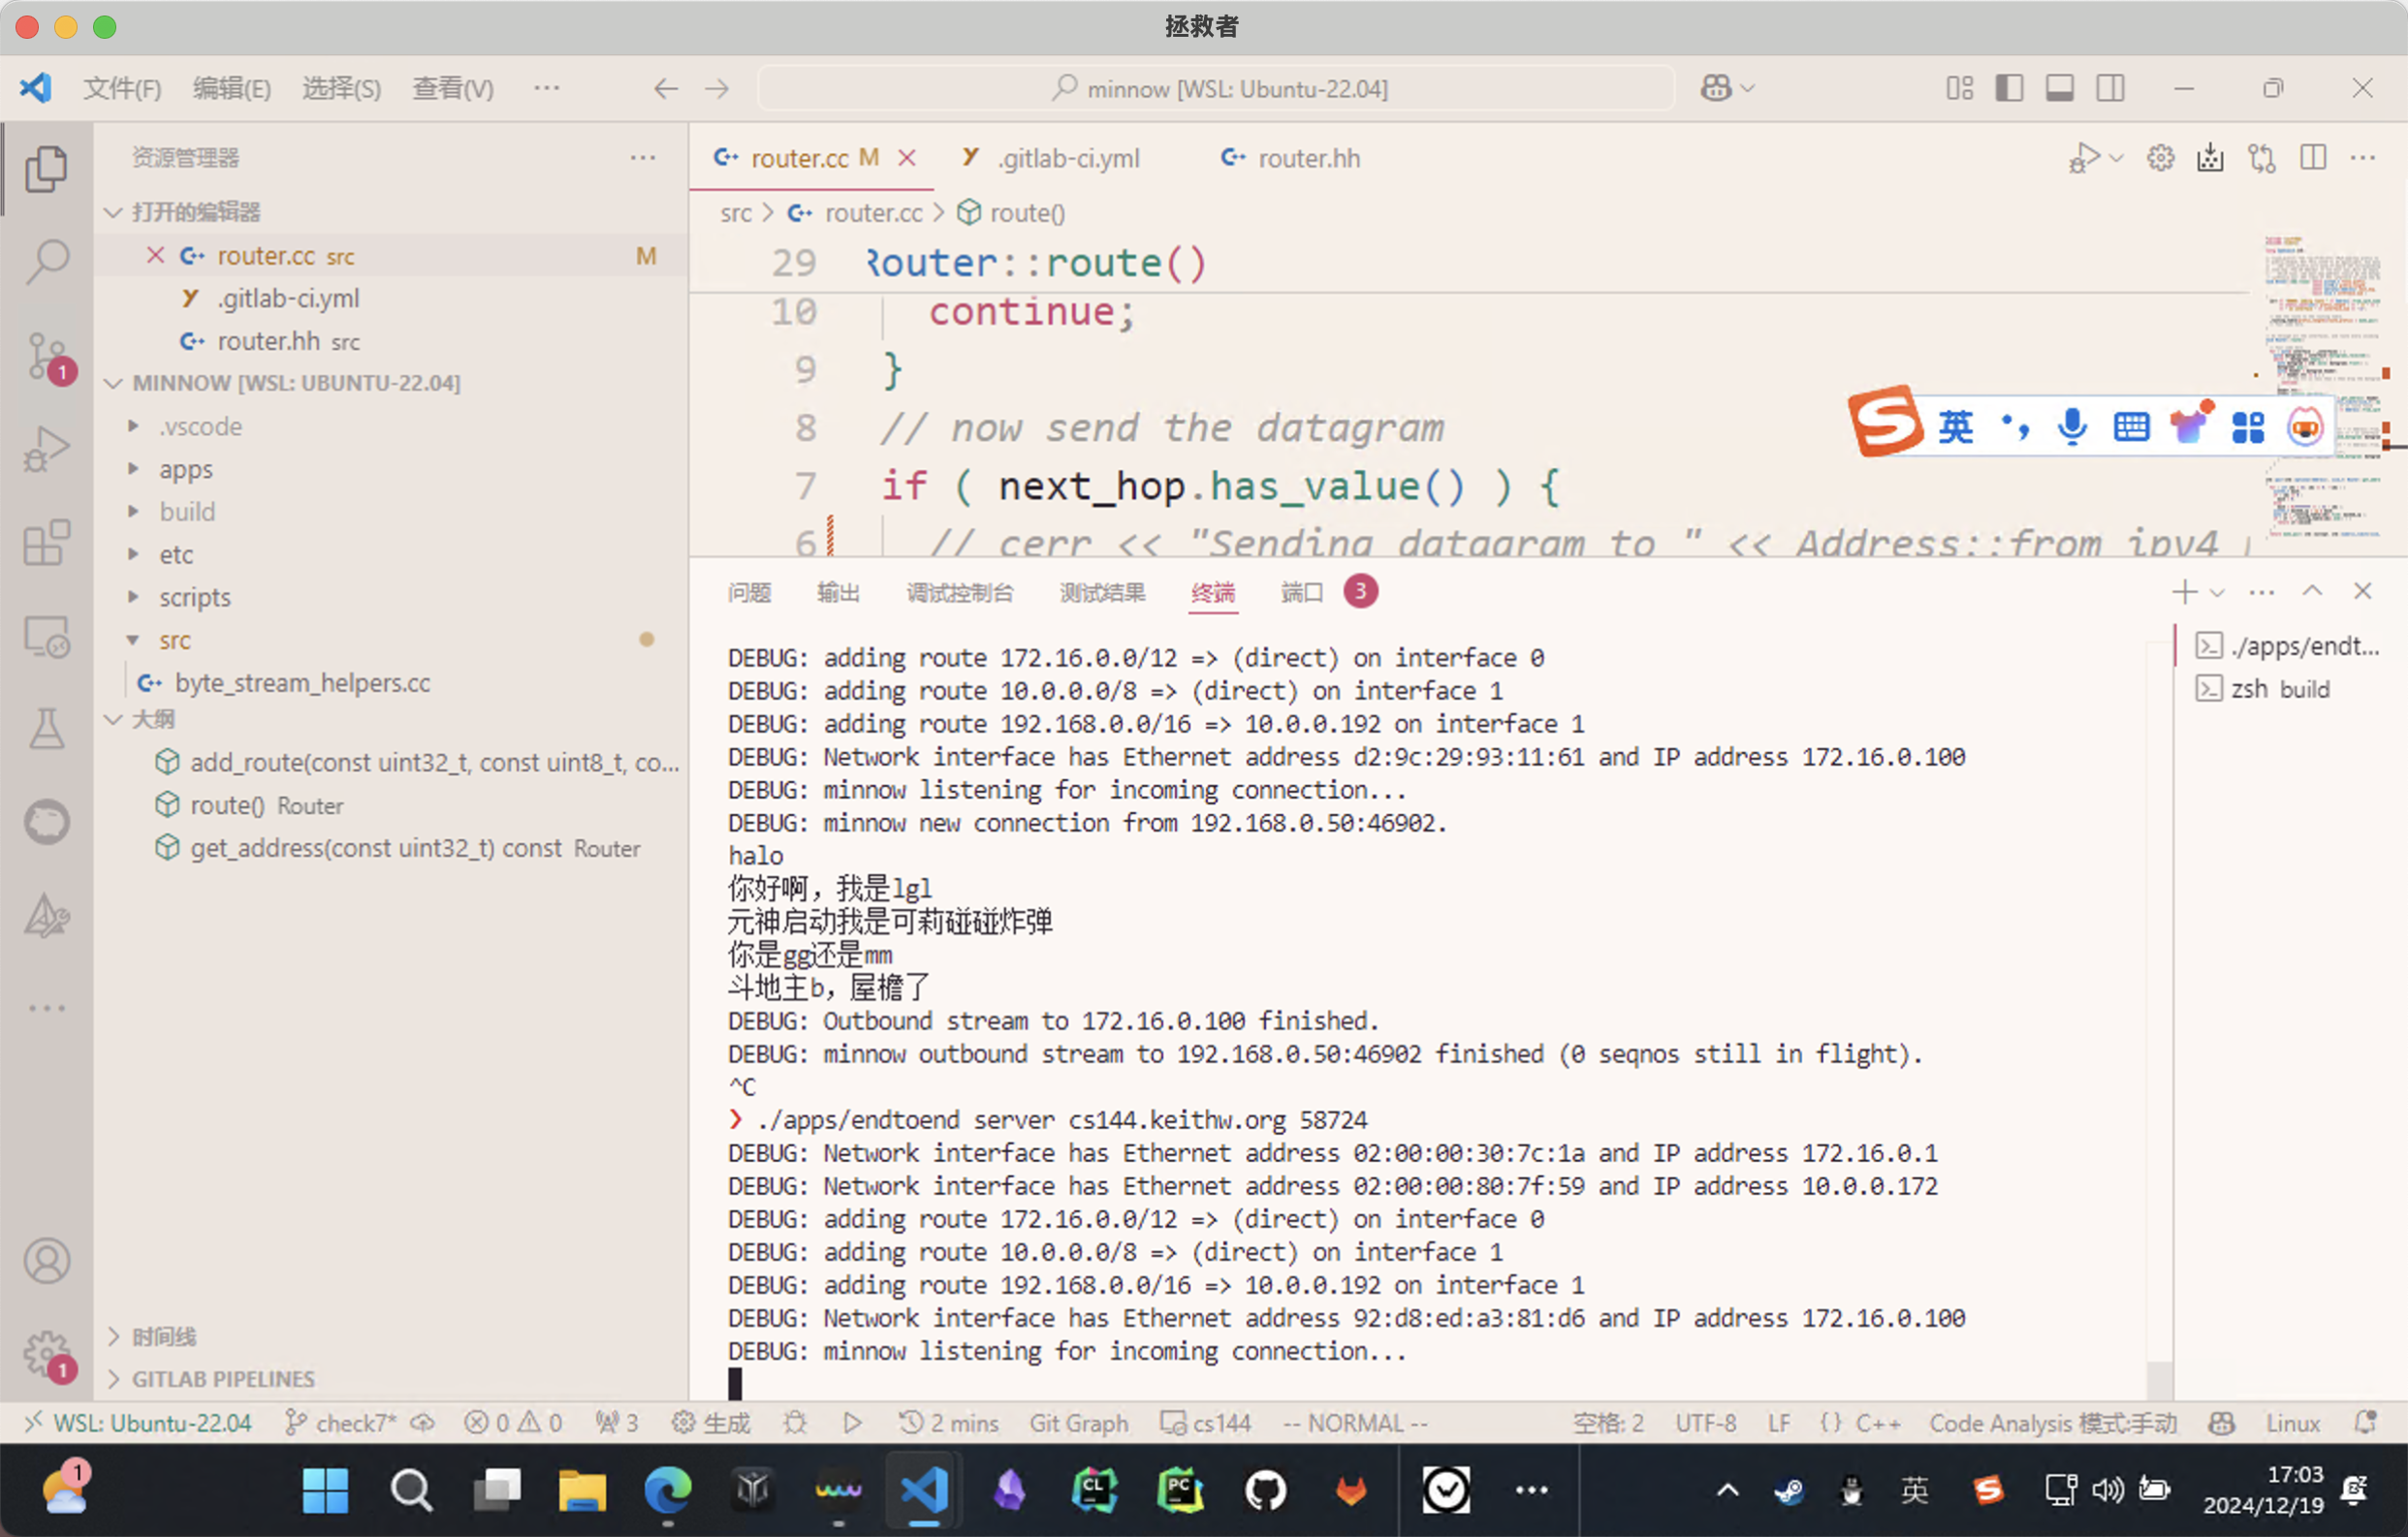 拯救者
文件(F) 编辑(E) 选择(S) 查看(V) ··· minnow [WSL: Ubuntu-22.04]
资源管理器
打开的编辑器
router.cc src M
.gitlab-ci.yml
router.hh src
MINNOW [WSL: UBUNTU-22.04]
.vscode
apps
build
etc
scripts
src
byte_stream_helpers.cc
大纲
add_route(const uint32_t, const uint8_t, co...
route() Router
get_address(const uint32_t) const Router
时间线
GITLAB PIPELINES
1
1
router.cc M .gitlab-ci.yml router.hh
src > router.cc > route()
29 Router::route()
10 continue;
9 }
8 // now send the datagram
7 if ( next_hop.has_value() ) {
6 // cerr << "Sending datagram to " << Address::from_ipv4
英
问题 输出 调试控制台 测试结果 终端 端口 3
DEBUG: adding route 172.16.0.0/12 => (direct) on interface 0
DEBUG: adding route 10.0.0.0/8 => (direct) on interface 1
DEBUG: adding route 192.168.0.0/16 => 10.0.0.192 on interface 1
DEBUG: Network interface has Ethernet address d2:9c:29:93:11:61 and IP address 172.16.0.100
DEBUG: minnow listening for incoming connection...
DEBUG: minnow new connection from 192.168.0.50:46902.
halo
你好啊，我是lgl
元神启动我是可莉碰碰炸弹
你是gg还是mm
斗地主b，屋檐了
DEBUG: Outbound stream to 172.16.0.100 finished.
DEBUG: minnow outbound stream to 192.168.0.50:46902 finished (0 seqnos still in flight).
^C
❯ ./apps/endtoend server cs144.keithw.org 58724
DEBUG: Network interface has Ethernet address 02:00:00:30:7c:1a and IP address 172.16.0.1
DEBUG: Network interface has Ethernet address 02:00:00:80:7f:59 and IP address 10.0.0.172
DEBUG: adding route 172.16.0.0/12 => (direct) on interface 0
DEBUG: adding route 10.0.0.0/8 => (direct) on interface 1
DEBUG: adding route 192.168.0.0/16 => 10.0.0.192 on interface 1
DEBUG: Network interface has Ethernet address 92:d8:ed:a3:81:d6 and IP address 172.16.0.100
DEBUG: minnow listening for incoming connection...
./apps/endt...
zsh build
WSL: Ubuntu-22.04 check7* 0 0 3 生成 2 mins Git Graph cs144 -- NORMAL -- 空格: 2 UTF-8 LF {} C++ Code Analysis 模式:手动 Linux
1 CL PC 英 17:03
2024/12/19